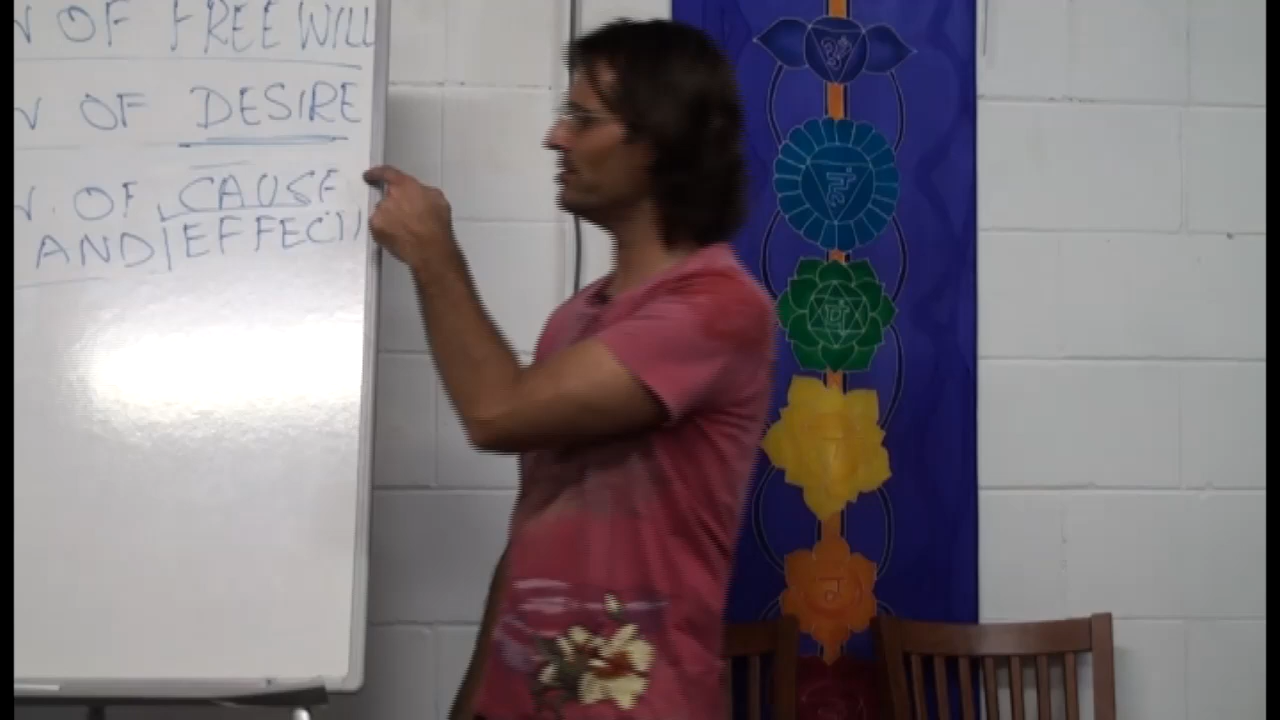 W OF FREE WILL
W OF DESIRE
W. OF CAUSE
AND EFFECT
ॐ